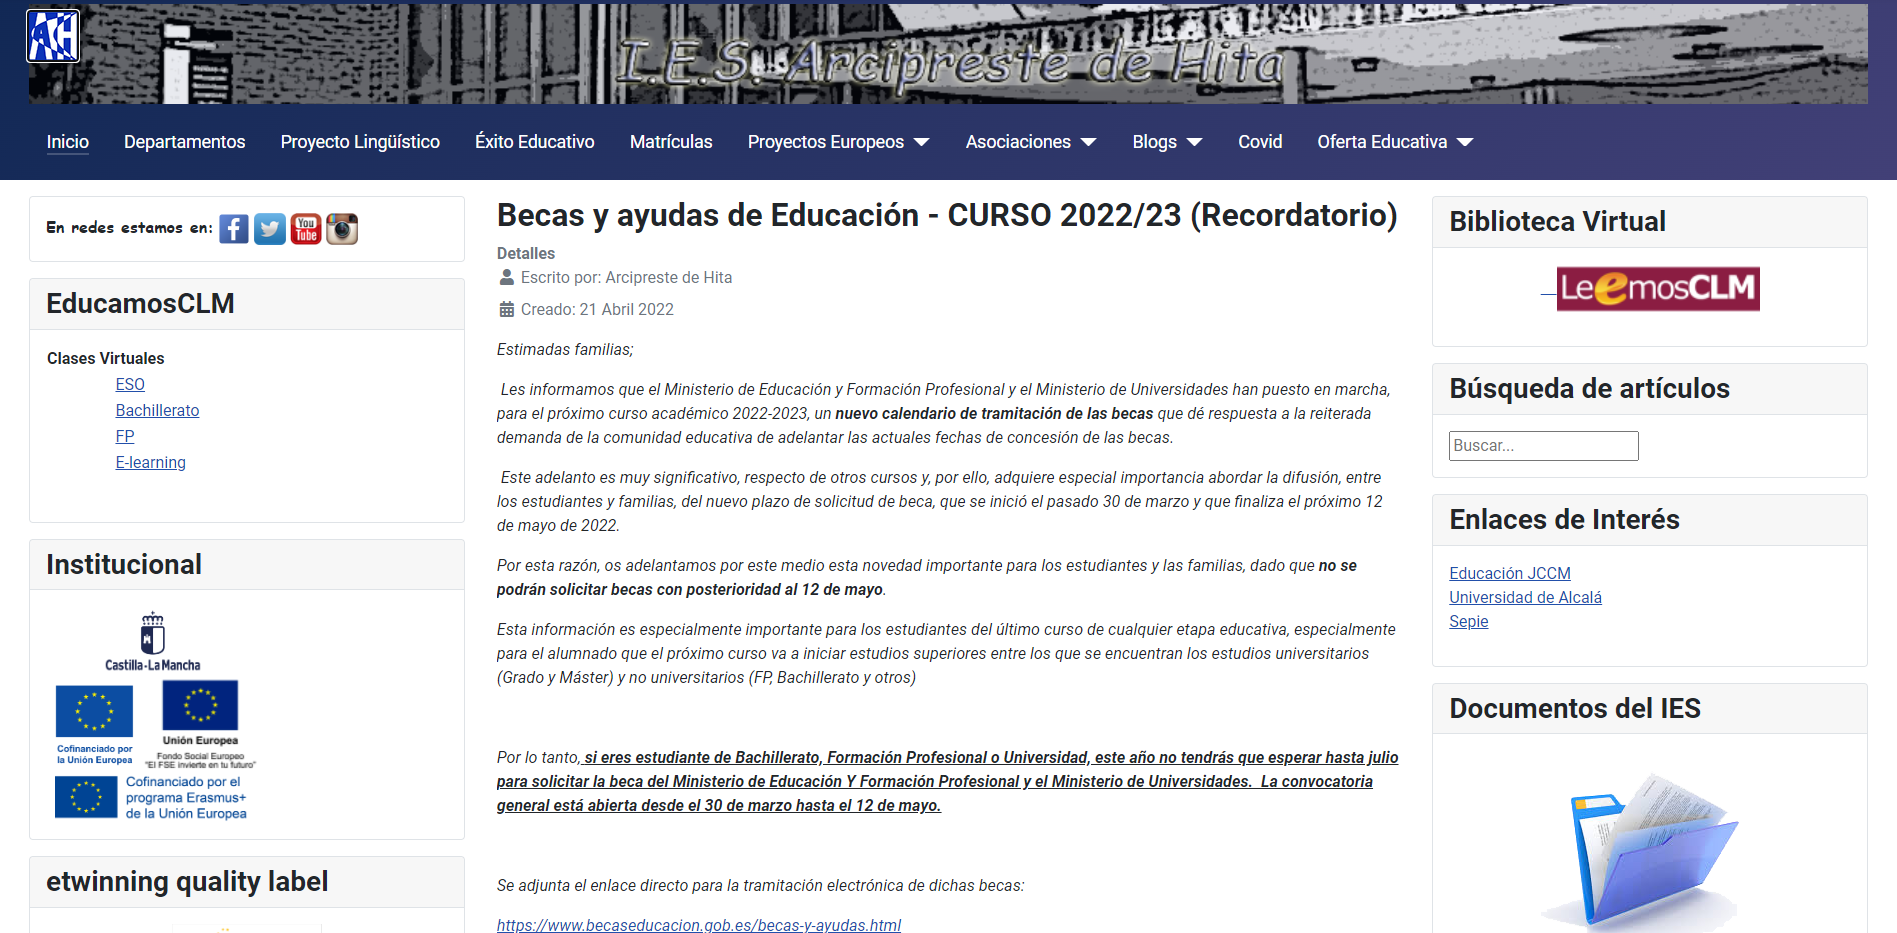 ACH
I.E.S. Arcipreste de Hita
Inicio Departamentos Proyecto Lingüístico Éxito Educativo Matrículas Proyectos Europeos Asociaciones Blogs Covid Oferta Educativa
En redes estamos en:
You
Tube
EducamosCLM
Clases Virtuales
ESO
Bachillerato
FP
E-learning
Institucional
Castilla-La Mancha
Cofinanciado por
la Unión Europea
Unión Europea
Fondo Social Europeo
"El FSE invierte en tu futuro"
Cofinanciado por el
programa Erasmus+
de la Unión Europea
etwinning quality label
Becas y ayudas de Educación - CURSO 2022/23 (Recordatorio)
Detalles
Escrito por: Arcipreste de Hita
Creado: 21 Abril 2022
Estimadas familias;
Les informamos que el Ministerio de Educación y Formación Profesional y el Ministerio de Universidades han puesto en marcha,
para el próximo curso académico 2022-2023, un nuevo calendario de tramitación de las becas que dé respuesta a la reiterada
demanda de la comunidad educativa de adelantar las actuales fechas de concesión de las becas.
Este adelanto es muy significativo, respecto de otros cursos y, por ello, adquiere especial importancia abordar la difusión, entre
los estudiantes y familias, del nuevo plazo de solicitud de beca, que se inició el pasado 30 de marzo y que finaliza el próximo 12
de mayo de 2022.
Por esta razón, os adelantamos por este medio esta novedad importante para los estudiantes y las familias, dado que no se
podrán solicitar becas con posterioridad al 12 de mayo.
Esta información es especialmente importante para los estudiantes del último curso de cualquier etapa educativa, especialmente
para el alumnado que el próximo curso va a iniciar estudios superiores entre los que se encuentran los estudios universitarios
(Grado y Máster) y no universitarios (FP, Bachillerato y otros)
Por lo tanto, si eres estudiante de Bachillerato, Formación Profesional o Universidad, este año no tendrás que esperar hasta julio
para solicitar la beca del Ministerio de Educación Y Formación Profesional y el Ministerio de Universidades. La convocatoria
general está abierta desde el 30 de marzo hasta el 12 de mayo.
Se adjunta el enlace directo para la tramitación electrónica de dichas becas:
https://www.becaseducacion.gob.es/becas-y-ayudas.html
Biblioteca Virtual
LeemosCLM
Búsqueda de artículos
Buscar...
Enlaces de Interés
Educación JCCM
Universidad de Alcalá
Sepie
Documentos del IES